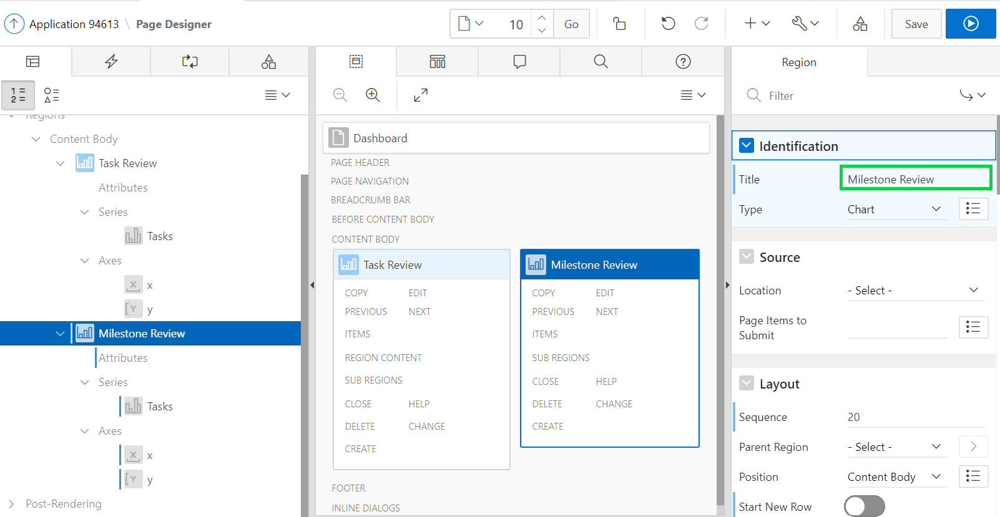 Application 94613 \ Page Designer
10
Go
Save
Region
Filter
Regions
Content Body
Task Review
Attributes
Series
Tasks
Axes
x
y
Milestone Review
Attributes
Series
Tasks
Axes
x
y
Post-Rendering
Dashboard
PAGE HEADER
PAGE NAVIGATION
BREADCRUMB BAR
BEFORE CONTENT BODY
CONTENT BODY
Task Review
COPY EDIT
PREVIOUS NEXT
ITEMS
REGION CONTENT
SUB REGIONS
CLOSE HELP
DELETE CHANGE
CREATE
Milestone Review
COPY EDIT
PREVIOUS NEXT
ITEMS
SUB REGIONS
CLOSE HELP
DELETE CHANGE
CREATE
FOOTER
INLINE DIALOGS
Identification
Title Milestone Review
Type Chart
Source
Location - Select -
Page Items to
Submit
Layout
Sequence 20
Parent Region - Select -
Position Content Body
Start New Row